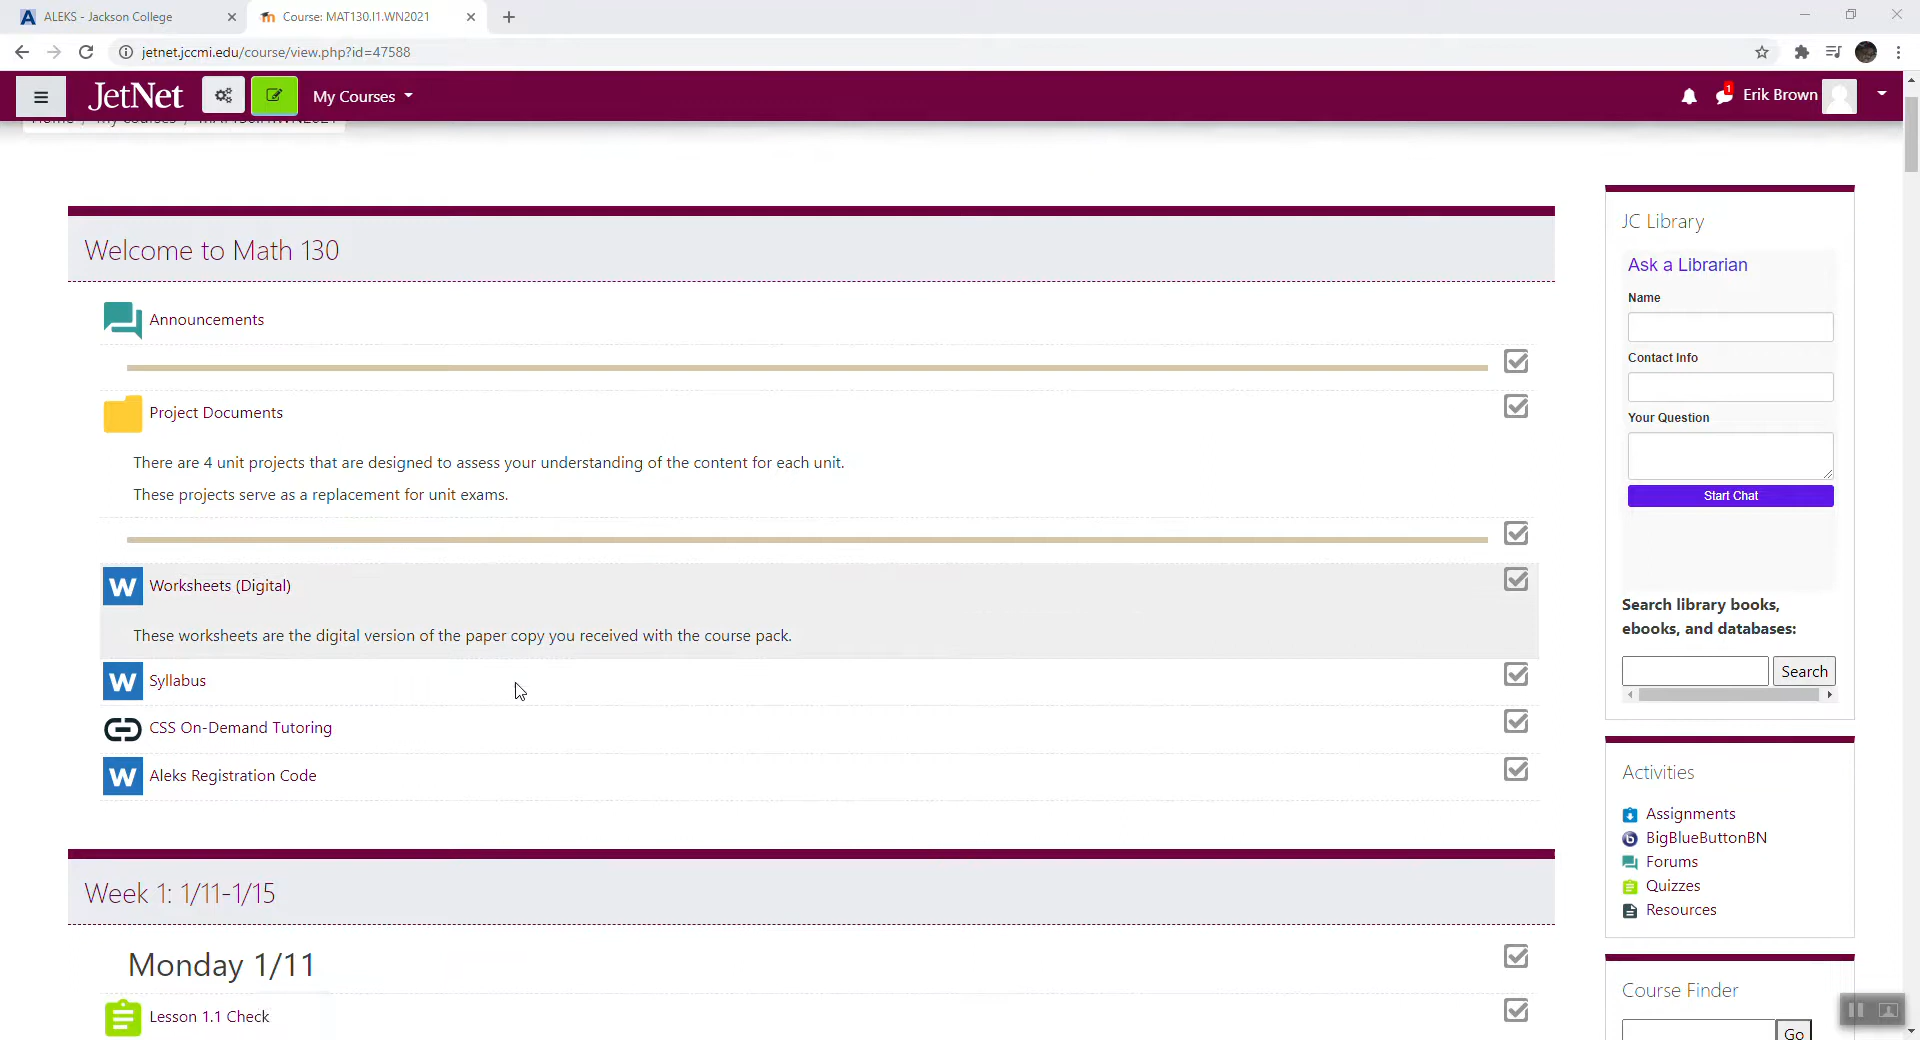 ALEKS - Jackson College
Course: MAT130.I1.WN2021
jetnet.jccmi.edu/course/view.php?id=47588
JetNet
My Courses
1
Erik Brown
Welcome to Math 130
Announcements
Project Documents
There are 4 unit projects that are designed to assess your understanding of the content for each unit.
These projects serve as a replacement for unit exams.
W Worksheets (Digital)
These worksheets are the digital version of the paper copy you received with the course pack.
W Syllabus
CSS On-Demand Tutoring
W Aleks Registration Code
Week 1: 1/11-1/15
Monday 1/11
Lesson 1.1 Check
JC Library
Ask a Librarian
Name
Contact Info
Your Question
Start Chat
Search library books,
ebooks, and databases:
Search
Activities
Assignments
BigBlueButtonBN
Forums
Quizzes
Resources
Course Finder
Go